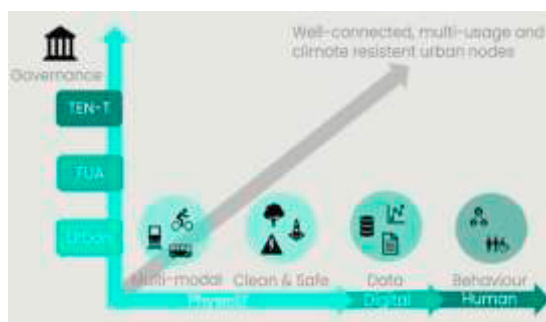 Well-connected, multi-usage and
climate resistent urban nodes
Governance
TEN-T
FUA
Urban
Multi-modal Clean & Safe Data Behaviour
Physical Digital Human